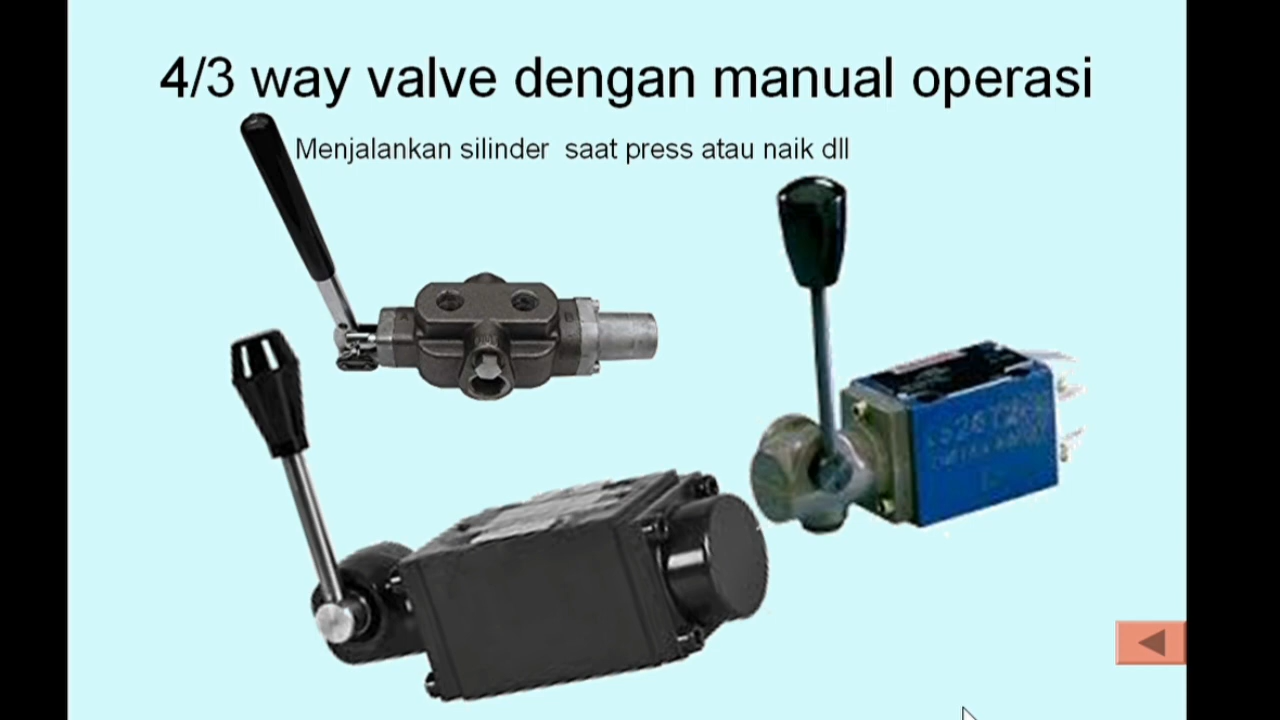 4/3 way valve dengan manual operasi
Menjalankan silinder saat press atau naik dll